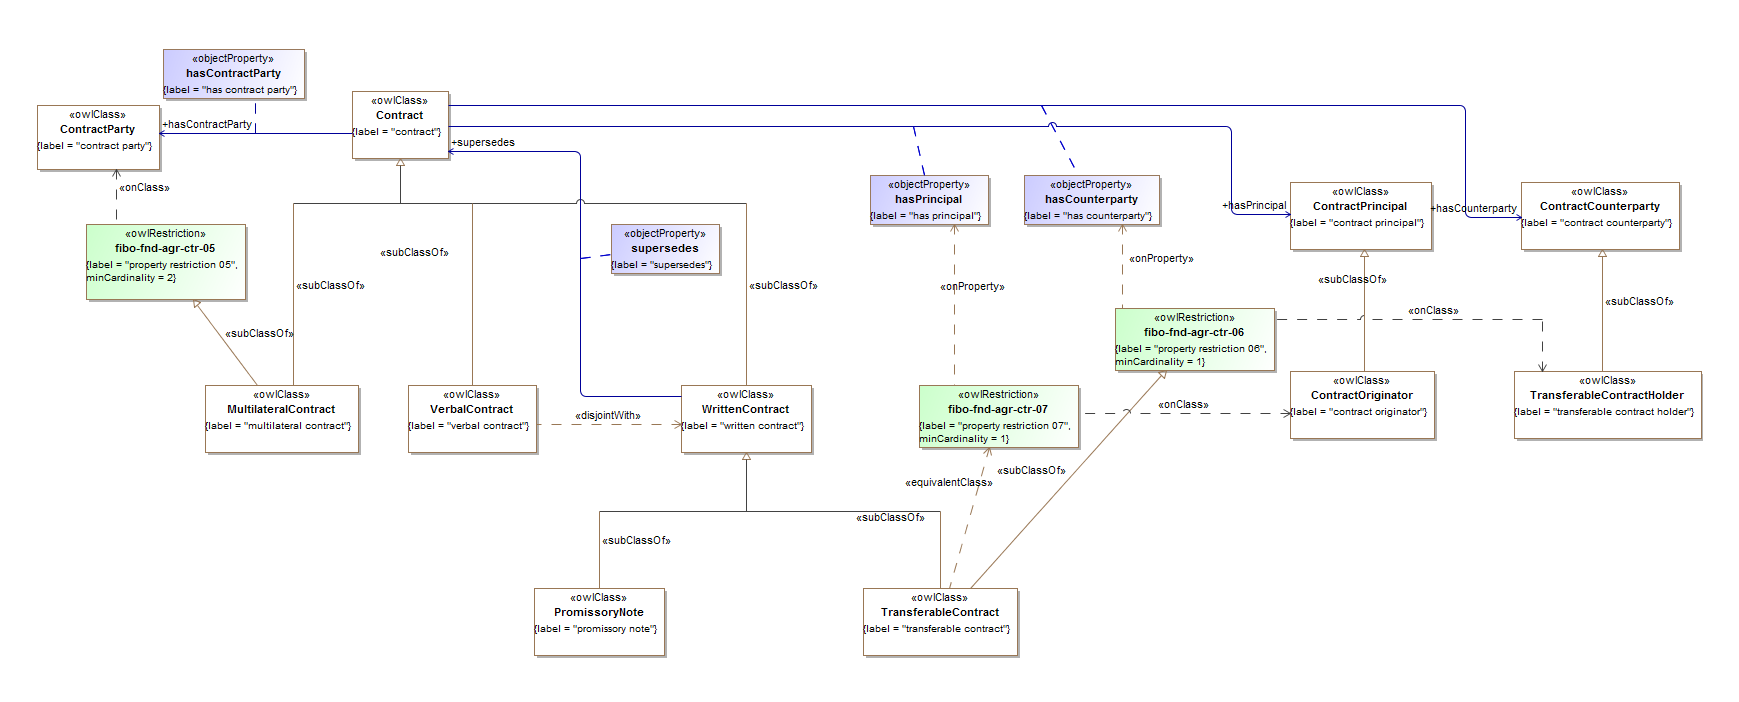 «objectProperty»
hasContractParty
{label = "has contract party"}
«owlClass»
ContractParty
{label = "contract party"}
+hasContractParty
«owlClass»
Contract
{label = "contract"}
+supersedes
«onClass»
«owlRestriction»
fibo-fnd-agr-ctr-05
{label = "property restriction 05",
minCardinality = 2}
«subClassOf»
«subClassOf»
«subClassOf»
«subClassOf»
«objectProperty»
supersedes
{label = "supersedes"}
«objectProperty»
hasPrincipal
{label = "has principal"}
«objectProperty»
hasCounterparty
{label = "has counterparty"}
+hasPrincipal
«owlClass»
ContractPrincipal
{label = "contract principal"}
+hasCounterparty
«owlClass»
ContractCounterparty
{label = "contract counterparty"}
«onProperty»
«onProperty»
«subClassOf»
«subClassOf»
«onClass»
«owlRestriction»
fibo-fnd-agr-ctr-06
{label = "property restriction 06",
minCardinality = 1}
«owlClass»
MultilateralContract
{label = "multilateral contract"}
«owlClass»
VerbalContract
{label = "verbal contract"}
«disjointWith»
«owlClass»
WrittenContract
{label = "written contract"}
«owlRestriction»
fibo-fnd-agr-ctr-07
{label = "property restriction 07",
minCardinality = 1}
«onClass»
«owlClass»
ContractOriginator
{label = "contract originator"}
«owlClass»
TransferableContractHolder
{label = "transferable contract holder"}
«equivalentClass»
«subClassOf»
«subClassOf»
«subClassOf»
«owlClass»
PromissoryNote
{label = "promissory note"}
«owlClass»
TransferableContract
{label = "transferable contract"}